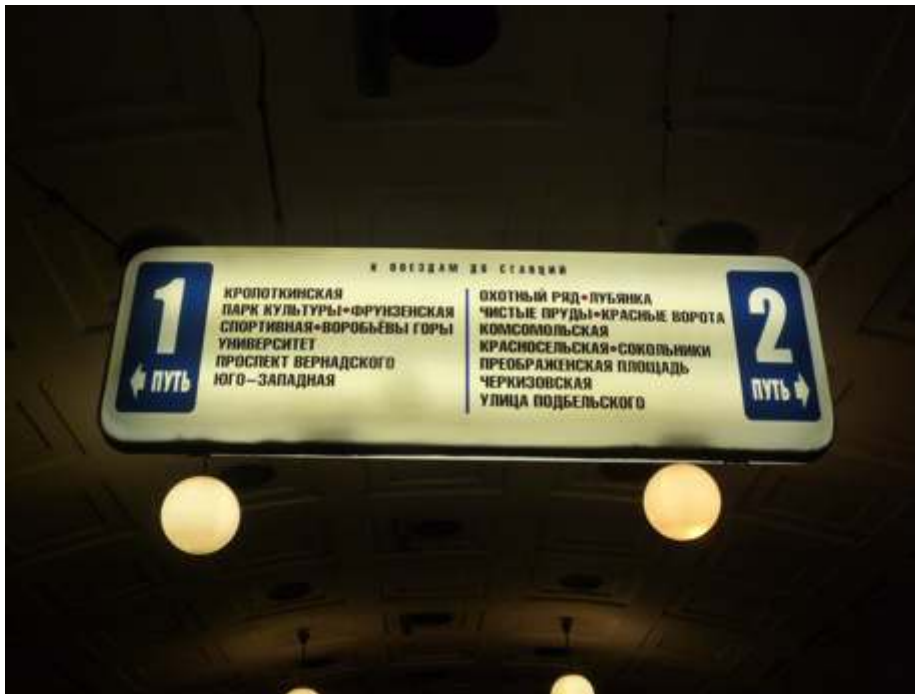 К ПОЕЗДАМ ДО СТАНЦИЙ
1
← ПУТЬ
КРОПОТКИНСКАЯ
ПАРК КУЛЬТУРЫ•ФРУНЗЕНСКАЯ
СПОРТИВНАЯ•ВОРОБЬЁВЫ ГОРЫ
УНИВЕРСИТЕТ
ПРОСПЕКТ ВЕРНАДСКОГО
ЮГО-ЗАПАДНАЯ
ОХОТНЫЙ РЯД•ЛУБЯНКА
ЧИСТЫЕ ПРУДЫ•КРАСНЫЕ ВОРОТА
КОМСОМОЛЬСКАЯ
КРАСНОСЕЛЬСКАЯ•СОКОЛЬНИКИ
ПРЕОБРАЖЕНСКАЯ ПЛОЩАДЬ
ЧЕРКИЗОВСКАЯ
УЛИЦА ПОДБЕЛЬСКОГО
2
ПУТЬ →